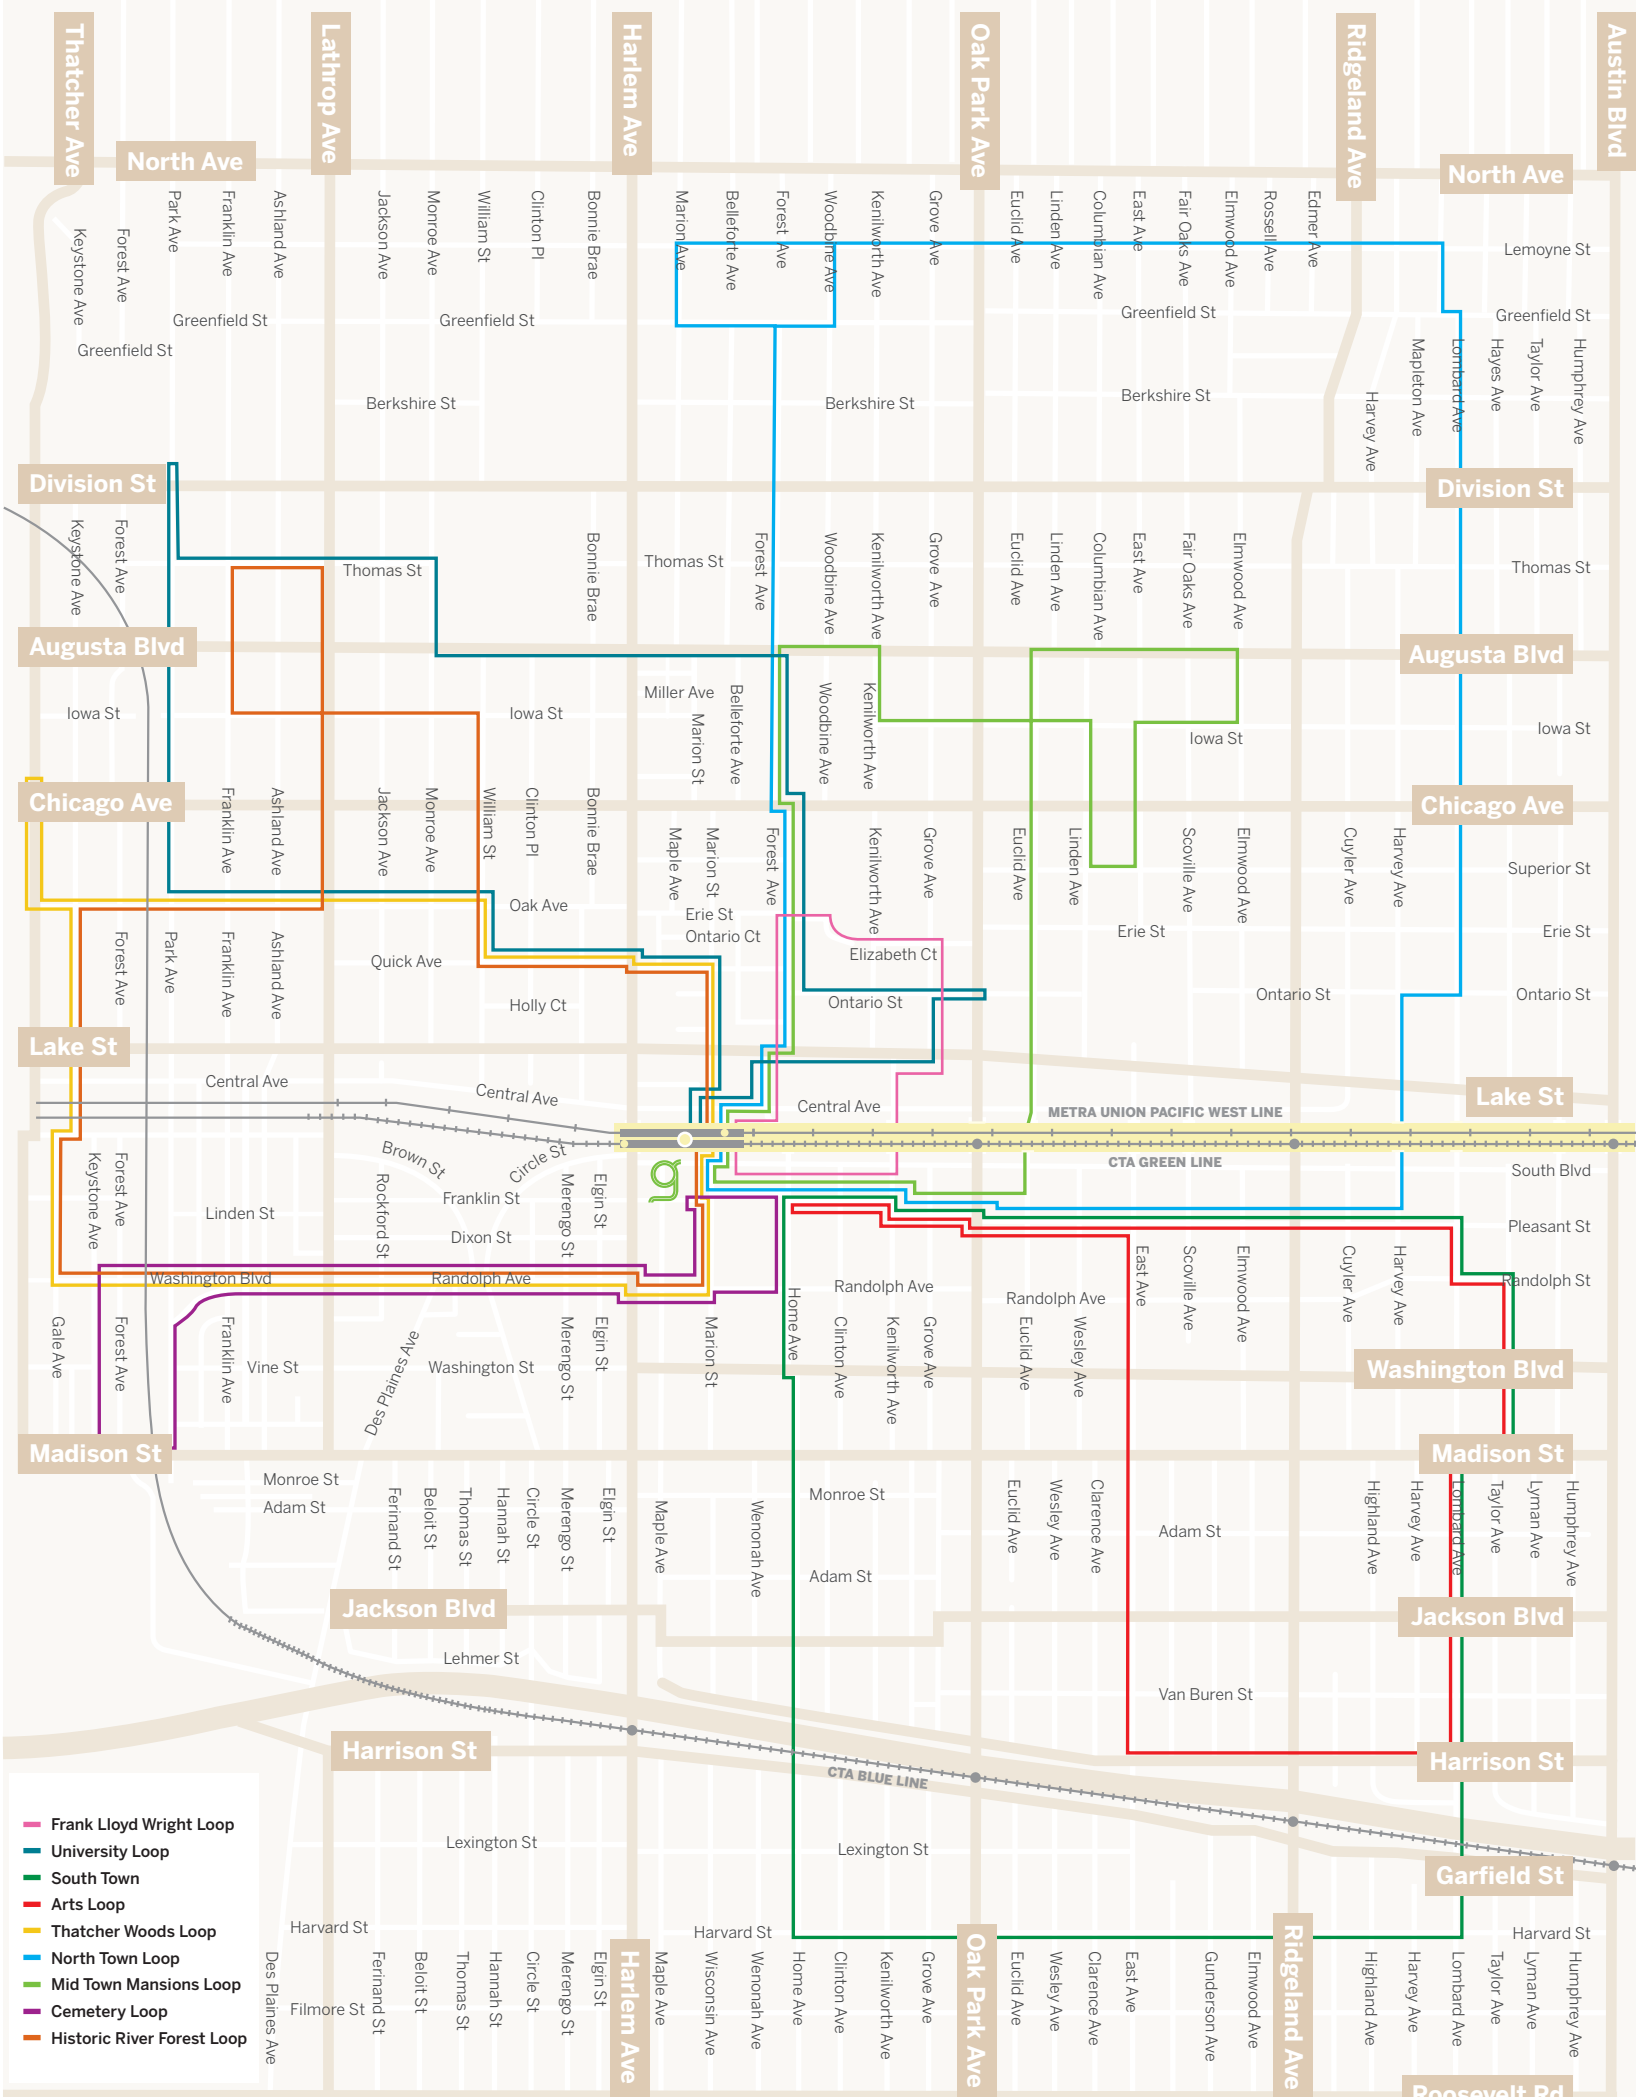 Thatcher Ave
Lathrop Ave
Harlem Ave
Oak Park Ave
Ridgeland Ave
Austin Blvd
North Ave
North Ave
Park Ave
Franklin Ave
Ashland Ave
Jackson Ave
Monroe Ave
William St
Clinton Pl
Bonnie Brae
Marion Ave
Belleforte Ave
Forest Ave
Woodbine Ave
Kenilworth Ave
Grove Ave
Euclid Ave
Linden Ave
Columbian Ave
East Ave
Fair Oaks Ave
Elmwood Ave
Rossell Ave
Edmer Ave
Lemoyne St
Keystone Ave
Forest Ave
Greenfield St
Greenfield St
Greenfield St
Greenfield St
Greenfield St
Mapleton Ave
Lombard Ave
Hayes Ave
Taylor Ave
Humphrey Ave
Harvey Ave
Berkshire St
Berkshire St
Berkshire St
Division St
Division St
Keystone Ave
Forest Ave
Bonnie Brae
Thomas St
Thomas St
Forest Ave
Woodbine Ave
Kenilworth Ave
Grove Ave
Euclid Ave
Linden Ave
Columbian Ave
East Ave
Fair Oaks Ave
Elmwood Ave
Thomas St
Augusta Blvd
Augusta Blvd
Iowa St
Iowa St
Miller Ave
Marion St
Belleforte Ave
Woodbine Ave
Kenilworth Ave
Iowa St
Iowa St
Chicago Ave
Chicago Ave
Franklin Ave
Ashland Ave
Jackson Ave
Monroe Ave
William St
Clinton Pl
Bonnie Brae
Maple Ave
Marion St
Forest Ave
Kenilworth Ave
Grove Ave
Euclid Ave
Linden Ave
Scoville Ave
Elmwood Ave
Cuyler Ave
Harvey Ave
Superior St
Oak Ave
Erie St
Ontario Ct
Erie St
Erie St
Forest Ave
Park Ave
Franklin Ave
Ashland Ave
Quick Ave
Elizabeth Ct
Holly Ct
Ontario St
Ontario St
Ontario St
Lake St
Lake St
Central Ave
Central Ave
Central Ave
METRA UNION PACIFIC WEST LINE
CTA GREEN LINE
g
Keystone Ave
Forest Ave
Brown St
Circle St
Rockford St
Franklin St
Merengo St
Elgin St
South Blvd
Linden St
Dixon St
Pleasant St
East Ave
Scoville Ave
Elmwood Ave
Cuyler Ave
Harvey Ave
Washington Blvd
Randolph Ave
Randolph Ave
Randolph Ave
Randolph St
Gale Ave
Forest Ave
Franklin Ave
Vine St
Des Plaines Ave
Washington St
Merengo St
Elgin St
Marion St
Home Ave
Clinton Ave
Kenilworth Ave
Grove Ave
Euclid Ave
Wesley Ave
Washington Blvd
Madison St
Madison St
Monroe St
Adam St
Ferinand St
Beloit St
Thomas St
Hannah St
Circle St
Merengo St
Elgin St
Maple Ave
Wenonah Ave
Monroe St
Adam St
Euclid Ave
Wesley Ave
Clarence Ave
Adam St
Highland Ave
Harvey Ave
Lombard Ave
Taylor Ave
Lyman Ave
Humphrey Ave
Jackson Blvd
Jackson Blvd
Lehmer St
Van Buren St
Harrison St
Harrison St
CTA BLUE LINE
Lexington St
Lexington St
Garfield St
Frank Lloyd Wright Loop
University Loop
South Town
Arts Loop
Thatcher Woods Loop
North Town Loop
Mid Town Mansions Loop
Cemetery Loop
Historic River Forest Loop
Harvard St
Harvard St
Harvard St
Des Plaines Ave
Filmore St
Ferinand St
Beloit St
Thomas St
Hannah St
Circle St
Merengo St
Elgin St
Harlem Ave
Maple Ave
Wisconsin Ave
Wenonah Ave
Home Ave
Clinton Ave
Kenilworth Ave
Grove Ave
Oak Park Ave
Euclid Ave
Wesley Ave
Clarence Ave
East Ave
Gunderson Ave
Elmwood Ave
Ridgeland Ave
Highland Ave
Harvey Ave
Lombard Ave
Taylor Ave
Lyman Ave
Humphrey Ave
Roosevelt Rd